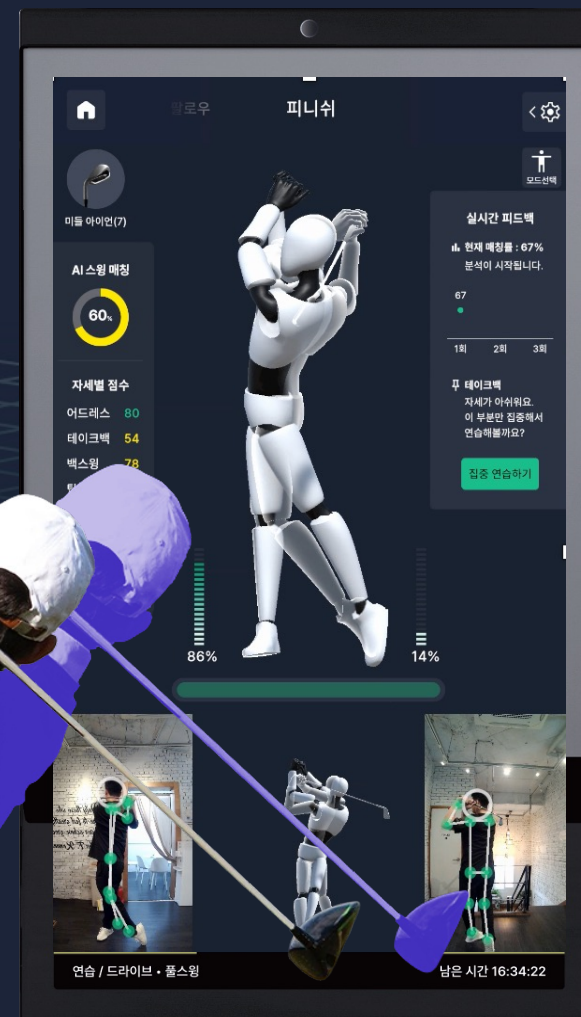 팔로우
피니쉬
모드선택
미들 아이언(7)
AI 스윙 매칭
60%
자세별 점수
어드레스 80
테이크백 54
백스윙 78
실시간 피드백
현재 매칭률 : 67%
분석이 시작됩니다.
67
1회 2회 3회
테이크백
자세가 아쉬워요.
이 부분만 집중해서
연습해볼까요?
집중 연습하기
86%
14%
연습 / 드라이브 • 풀스윙
남은 시간 16:34:22